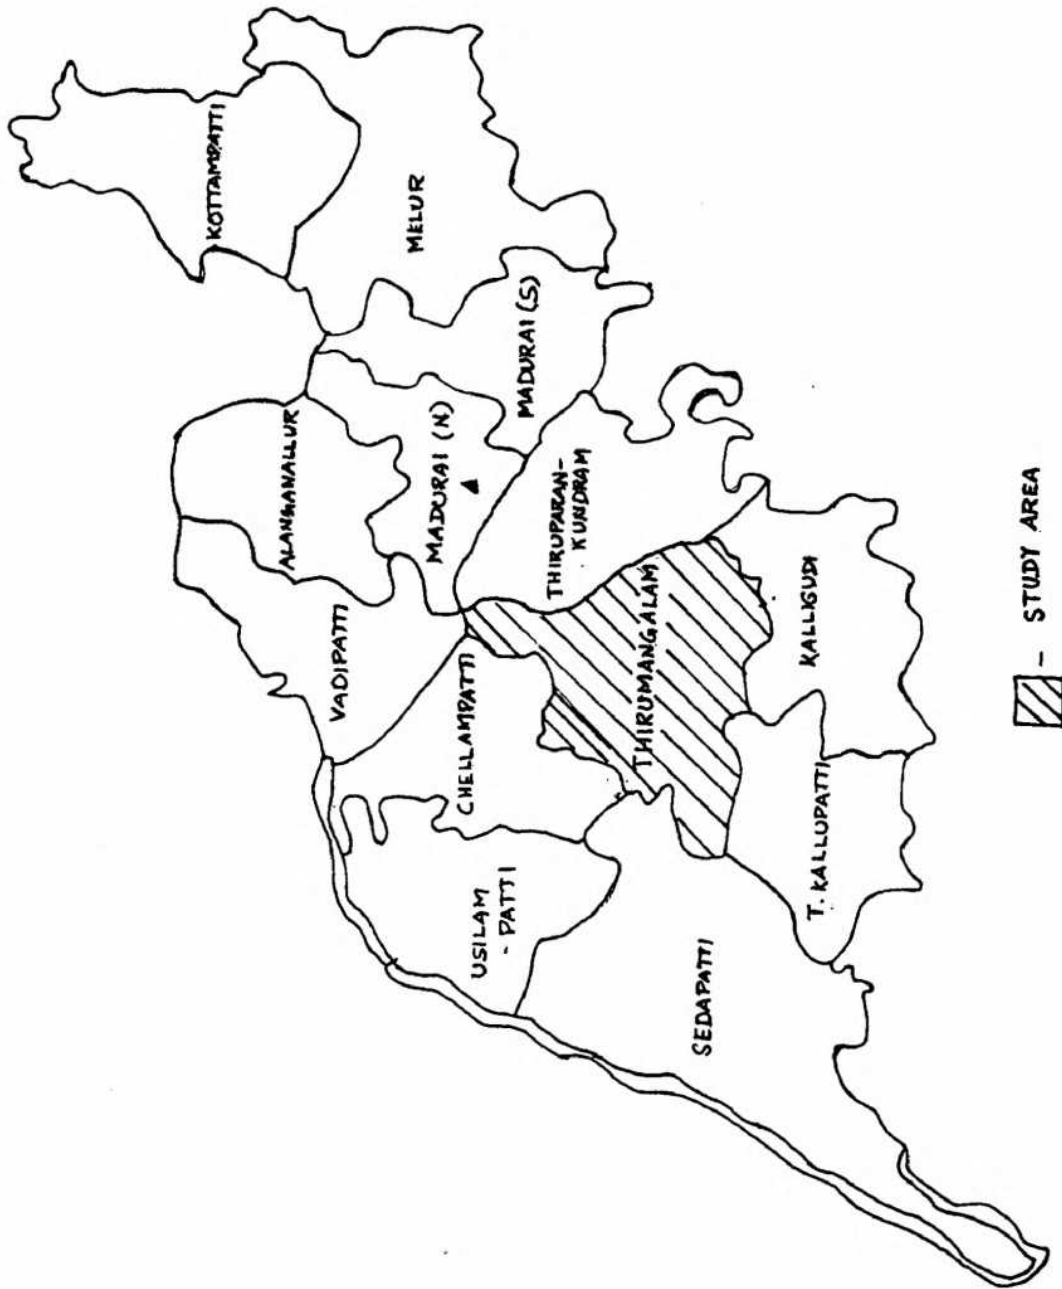 KOTTAMPATTI
MELUR
ALANGANALLUR
MADURAI (N)
MADURAI (S)
VADIPATTI
THIRUPARAN-
KUNDRAM
CHELLAMPATTI
THIRUMANGALAM
KALLIGUDI
USILAM
- PATTI
T. KALLUPATTI
SEDAPATTI
- STUDY AREA